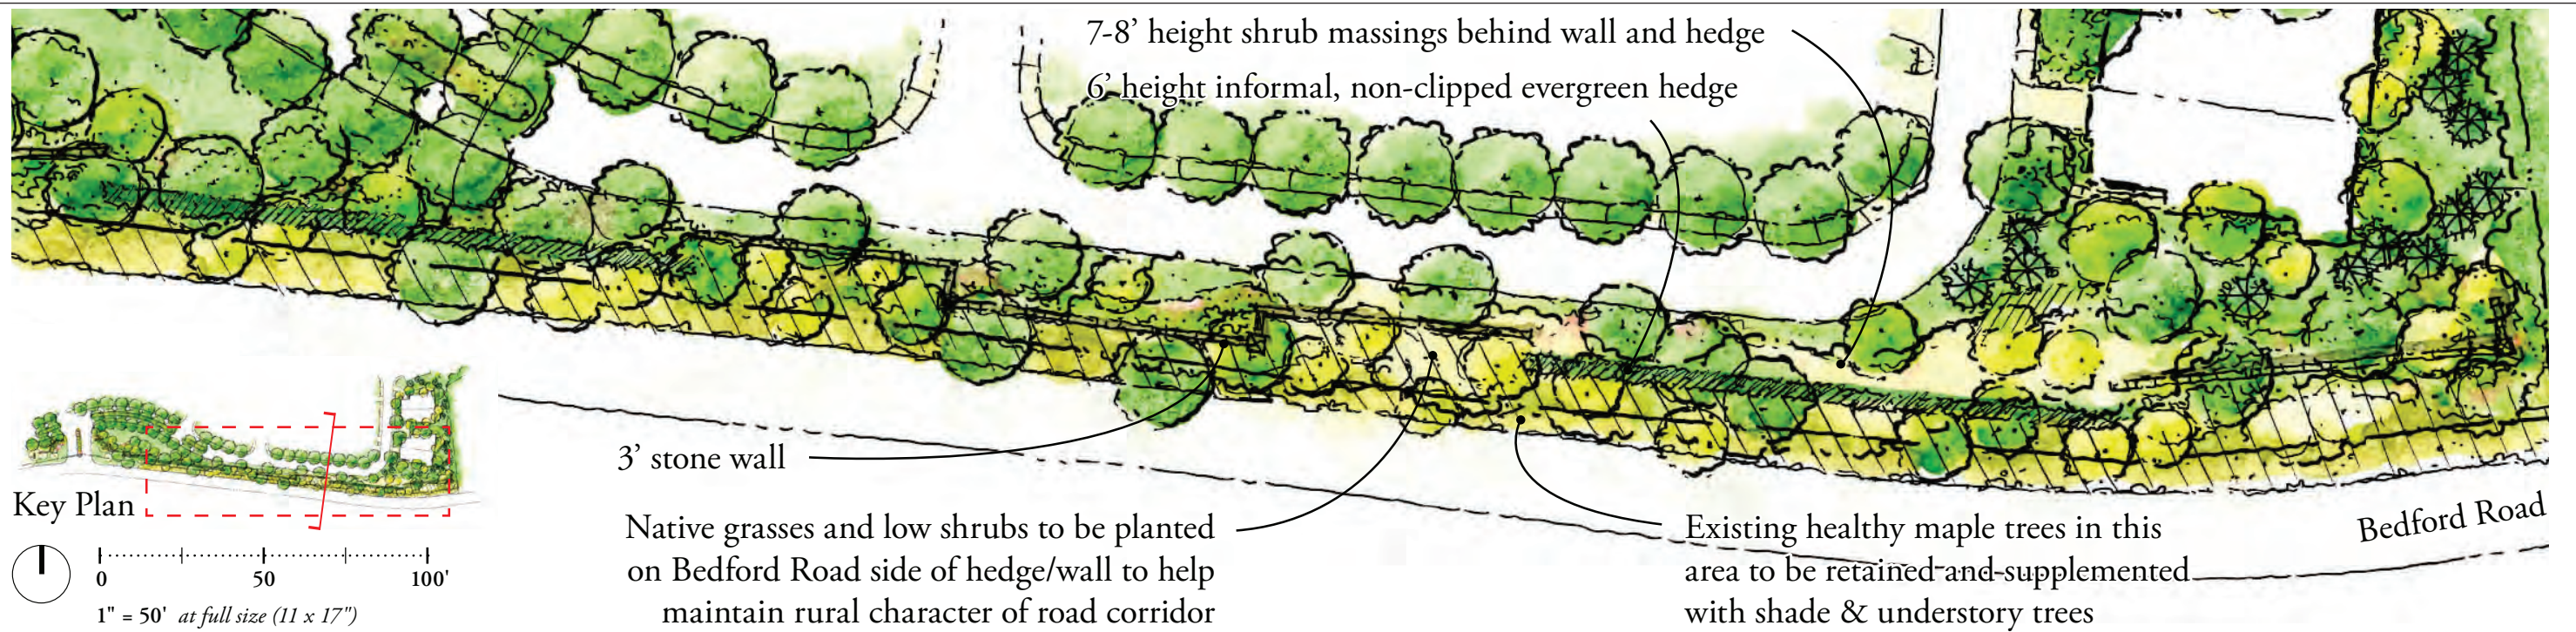 7-8’ height shrub massings behind wall and hedge
6’ height informal, non-clipped evergreen hedge
3’ stone wall
Key Plan
Native grasses and low shrubs to be planted
on Bedford Road side of hedge/wall to help
maintain rural character of road corridor
Existing healthy maple trees in this
area to be retained and supplemented
with shade & understory trees
Bedford Road
0 50 100'
1" = 50' at full size (11 x 17")